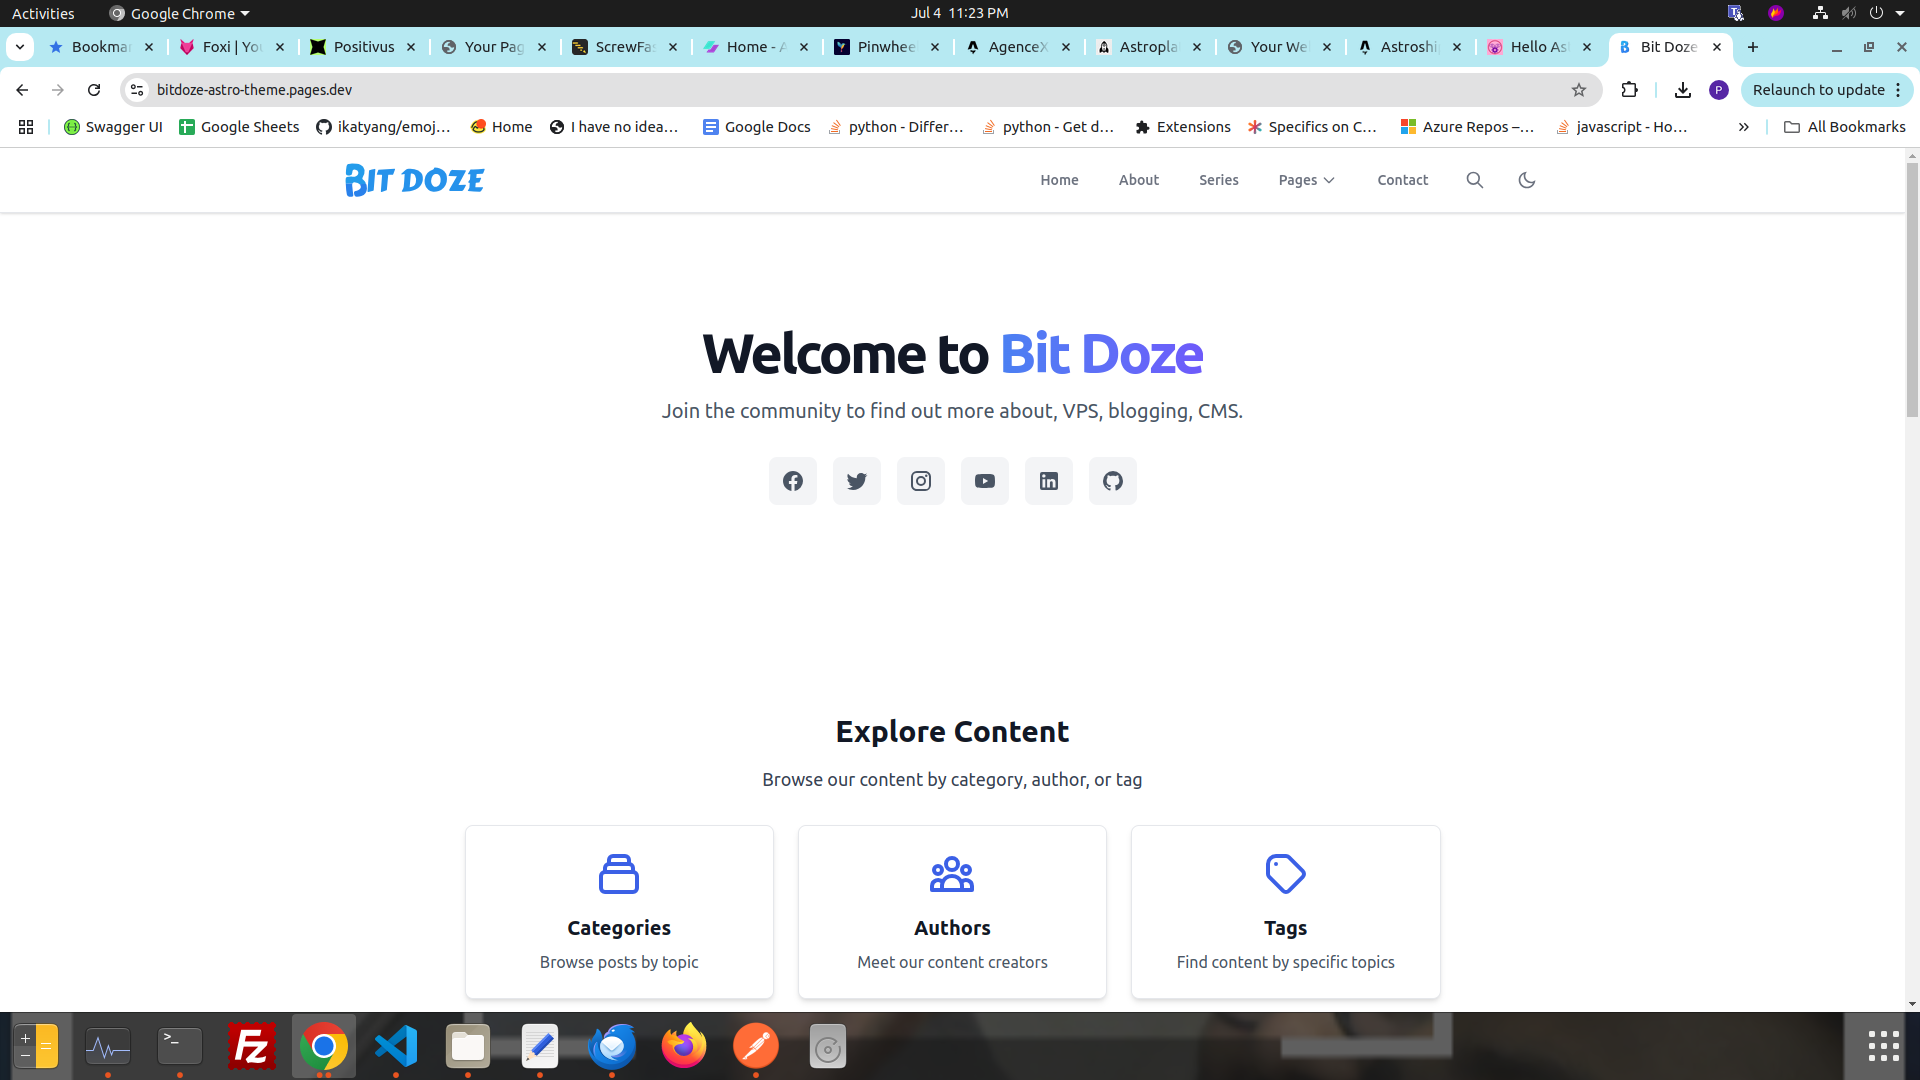 Activities
Google Chrome
Jul 4 11:23 PM
Bookmar
Foxi | Yo
Positivus
Your Pag
ScrewFas
Home - A
Pinwhee
AgenceX
Astropla
Your We
Astroshi
Hello As
Bit Doze
bitdoze-astro-theme.pages.dev
P
Relaunch to update
Swagger UI
Google Sheets
ikatyang/emoj...
Home
I have no idea...
Google Docs
python - Differ...
python - Get d...
Extensions
Specifics on C...
Azure Repos –...
javascript - Ho...
All Bookmarks
BIT DOZE
Home
About
Series
Pages
Contact
Welcome to Bit Doze
Join the community to find out more about, VPS, blogging, CMS.
Explore Content
Browse our content by category, author, or tag
Categories
Browse posts by topic
Authors
Meet our content creators
Tags
Find content by specific topics